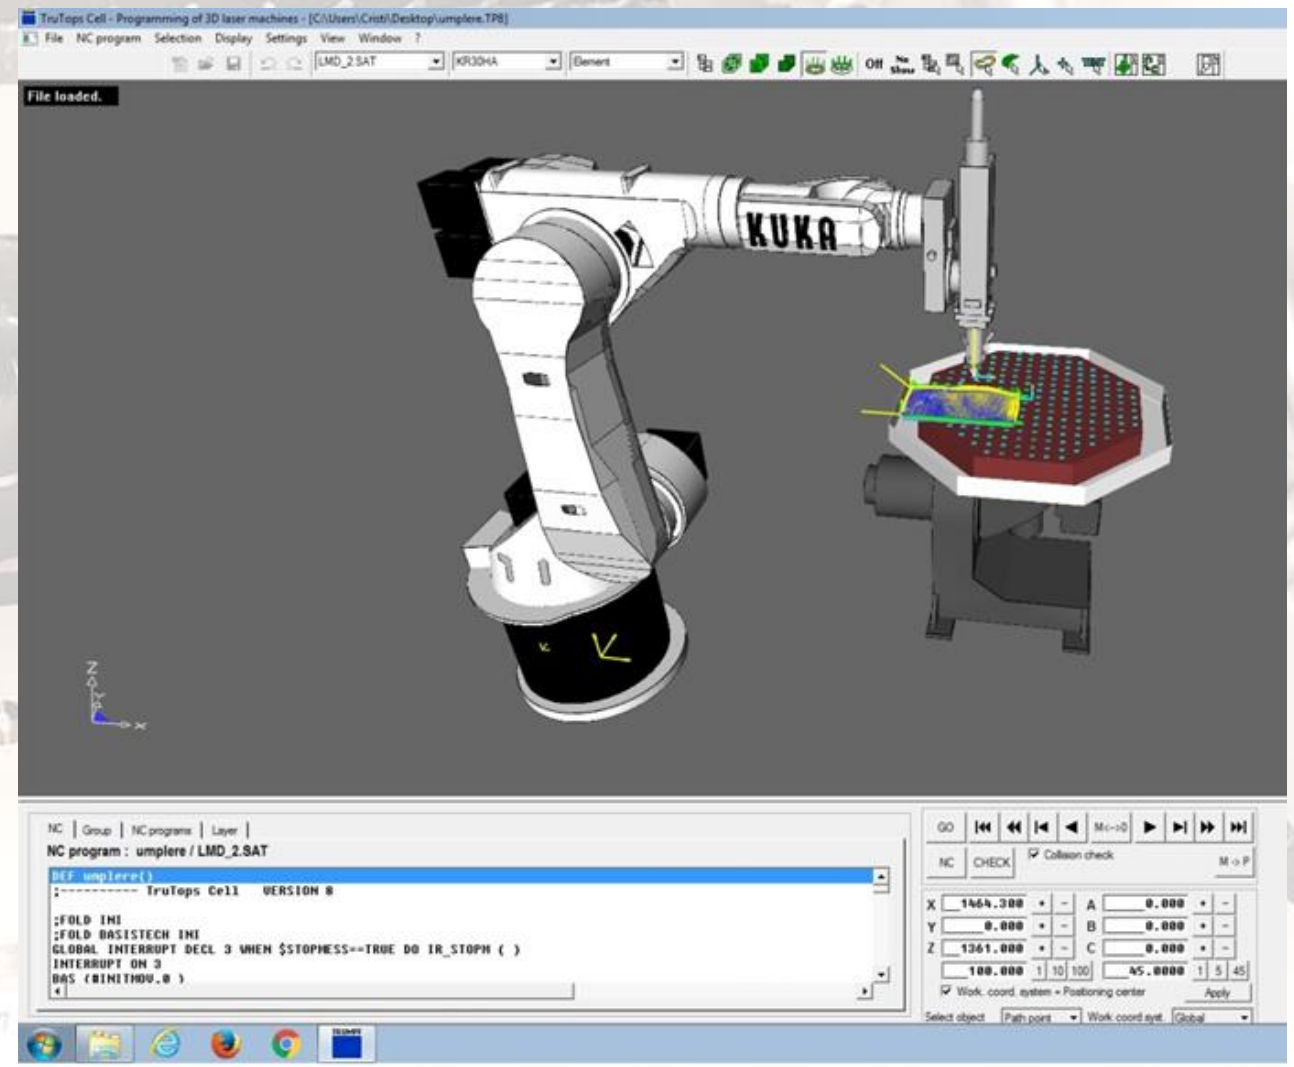 TruTops Cell - Programming of 3D laser machines - [C:\Users\Cristi\Desktop\umplere.TP8]
File NC program Selection Display Settings View Window ?
LMD_2.SAT KR30HA Element Off No Show
File loaded.
KUKA
Z
Y
X
NC Group NC programs Layer
NC program : umplere / LMD_2.SAT
DEF umplere()
;---------- TruTops Cell VERSION 8
;FOLD INI
;FOLD BASISTECH INI
GLOBAL INTERRUPT DECL 3 WHEN $STOPMESS==TRUE DO IR_STOPM ( )
INTERRUPT ON 3
BAS (#INITMOV,0 )
GO M<->D
NC CHECK Collision check M -> P
X 1464.300 + - A 0.000 + -
Y 0.000 + - B 0.000 + -
Z 1361.000 + - C 0.000 + -
100.000 1 10 100 45.0000 1 5 45
Work. coord. system = Positioning center Apply
Select object Path point Work coord syst. Global
TRUMPF